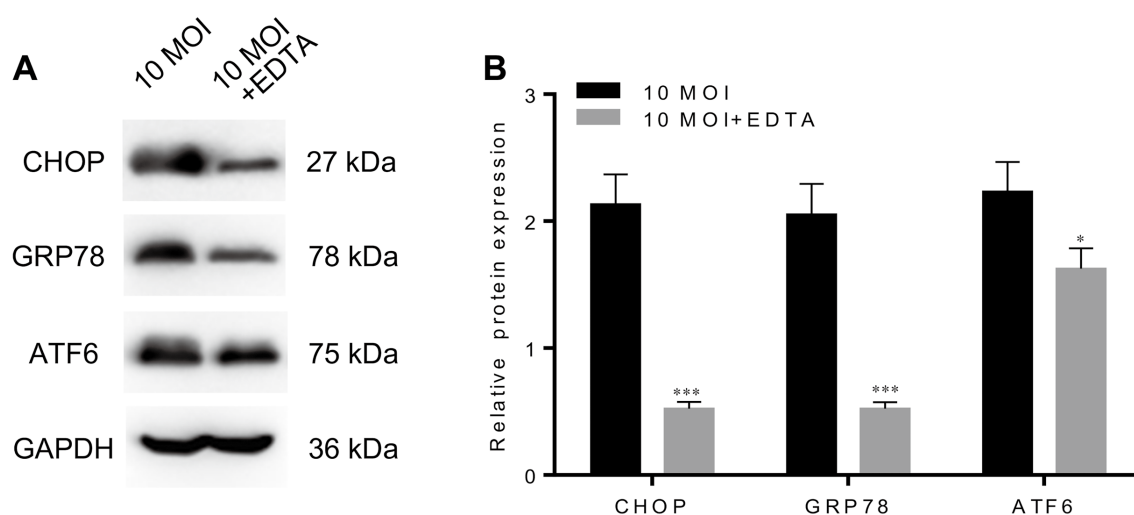 A
10 MOI
10 MOI
+EDTA
CHOP
27 kDa
GRP78
78 kDa
ATF6
75 kDa
GAPDH
36 kDa
B
10 MOI
10 MOI+EDTA
Relative protein expression
3
2
1
0
***
***
*
CHOP
GRP78
ATF6